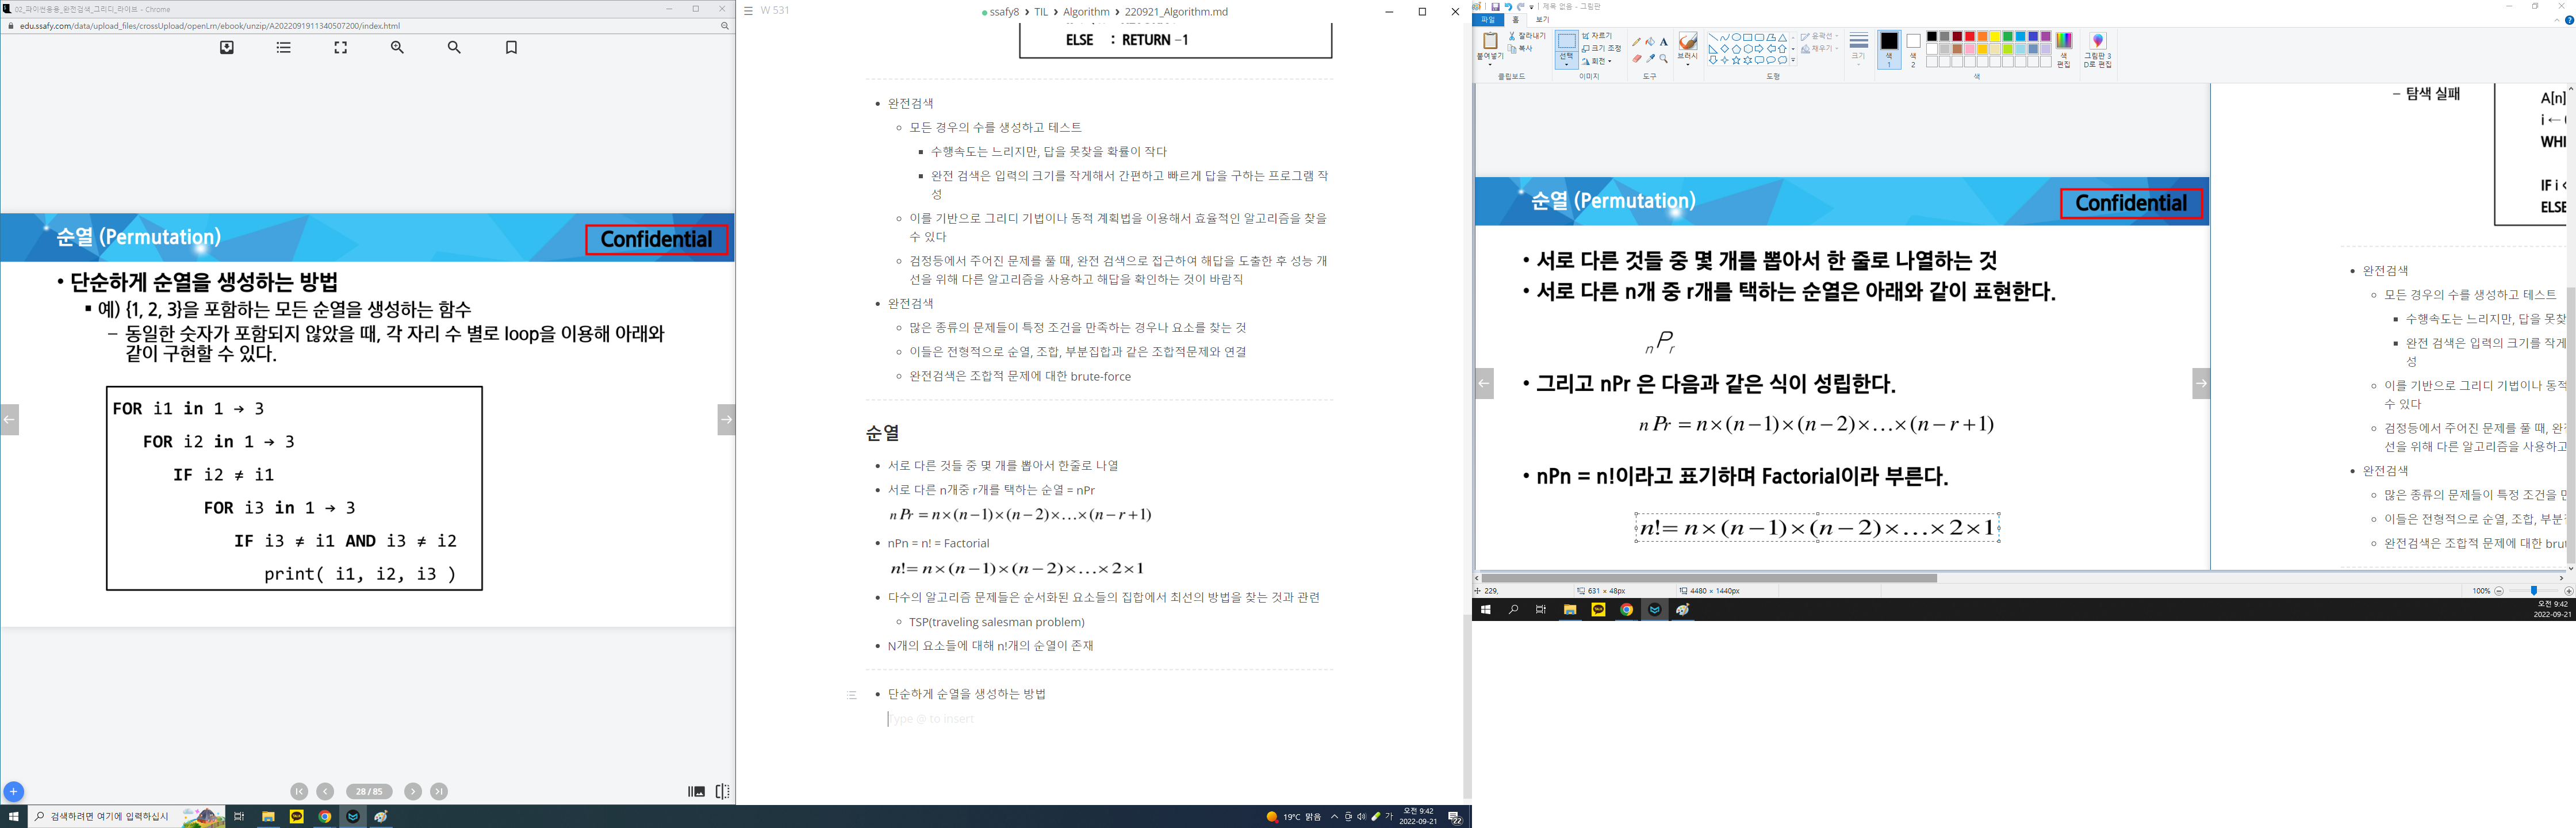 02_파이썬응용_완전검색_그리디_라이브 - Chrome
edu.ssafy.com/data/upload_files/crossUpload/openLrn/ebook/unzip/A2022091911340507200/index.html
순열 (Permutation)
Confidential
• 단순하게 순열을 생성하는 방법
▪ 예) {1, 2, 3}을 포함하는 모든 순열을 생성하는 함수
– 동일한 숫자가 포함되지 않았을 때, 각 자리 수 별로 loop을 이용해 아래와
같이 구현할 수 있다.
FOR i1 in 1 → 3
FOR i2 in 1 → 3
IF i2 ≠ i1
FOR i3 in 1 → 3
IF i3 ≠ i1 AND i3 ≠ i2
print( i1, i2, i3 )
28 / 85
검색하려면 여기에 입력하십시
W 531
ssafy8 › TIL › Algorithm › 220921_Algorithm.md
ELSE : RETURN -1
완전검색
모든 경우의 수를 생성하고 테스트
수행속도는 느리지만, 답을 못찾을 확률이 작다
완전 검색은 입력의 크기를 작게해서 간편하고 빠르게 답을 구하는 프로그램 작
성
이를 기반으로 그리디 기법이나 동적 계획법을 이용해서 효율적인 알고리즘을 찾을
수 있다
검정등에서 주어진 문제를 풀 때, 완전 검색으로 접근하여 해답을 도출한 후 성능 개
선을 위해 다른 알고리즘을 사용하고 해답을 확인하는 것이 바람직
완전검색
많은 종류의 문제들이 특정 조건을 만족하는 경우나 요소를 찾는 것
이들은 전형적으로 순열, 조합, 부분집합과 같은 조합적문제와 연결
완전검색은 조합적 문제에 대한 brute-force
순열
서로 다른 것들 중 몇 개를 뽑아서 한줄로 나열
서로 다른 n개중 r개를 택하는 순열 = nPr
nPr = n×(n−1)×(n−2)×…×(n−r+1)
nPn = n! = Factorial
n!= n×(n−1)×(n−2)×…×2×1
다수의 알고리즘 문제들은 순서화된 요소들의 집합에서 최선의 방법을 찾는 것과 관련
TSP(traveling salesman problem)
N개의 요소들에 대해 n!개의 순열이 존재
단순하게 순열을 생성하는 방법
Type @ to insert
19°C 맑음
가
오전 9:42
2022-09-21
22
제목 없음 - 그림판
파일 홈 보기
붙여넣기
잘라내기
복사
클립보드
선택
자르기
크기 조정
회전
이미지
도구
브러시
도형
윤곽선
채우기
크기
색
1
색
2
색
색
편집
그림판 3
D로 편집
– 탐색 실패
A[n]
i ←
WHI
IF i <
ELSE
순열 (Permutation)
Confidential
• 서로 다른 것들 중 몇 개를 뽑아서 한 줄로 나열하는 것
• 서로 다른 n개 중 r개를 택하는 순열은 아래와 같이 표현한다.
nPr
• 그리고 nPr 은 다음과 같은 식이 성립한다.
nPr = n×(n−1)×(n−2)×…×(n−r+1)
• nPn = n!이라고 표기하며 Factorial이라 부른다.
n!= n×(n−1)×(n−2)×…×2×1
완전검색
모든 경우의 수를 생성하고 테스트
수행속도는 느리지만, 답을 못찾
완전 검색은 입력의 크기를 작게
성
이를 기반으로 그리디 기법이나 동적
수 있다
검정등에서 주어진 문제를 풀 때, 완
선을 위해 다른 알고리즘을 사용하고
완전검색
많은 종류의 문제들이 특정 조건을
이들은 전형적으로 순열, 조합, 부분
완전검색은 조합적 문제에 대한 bru
229,
631 × 48px
4480 × 1440px
100%
오전 9:42
2022-09-21